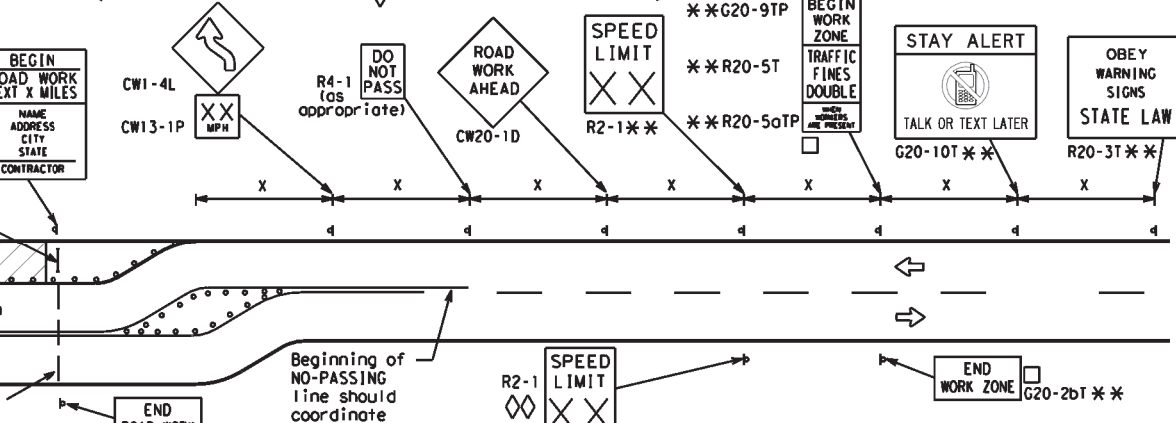 BEGIN
ROAD WORK
NEXT X MILES
NAME
ADDRESS
CITY
STATE
CONTRACTOR
CW1-4L
XX
MPH
CW13-1P
DO
NOT
PASS
R4-1
(as
appropriate)
ROAD
WORK
AHEAD
CW20-1D
SPEED
LIMIT
XX
R2-1**
**G20-9TP
BEGIN
WORK
ZONE
**R20-5T
TRAFFIC
FINES
DOUBLE
**R20-5aTP
WHEN
WORKERS
ARE PRESENT
STAY ALERT
TALK OR TEXT LATER
G20-10T **
OBEY
WARNING
SIGNS
STATE LAW
R20-3T **
X X X X X X X
Beginning of
NO-PASSING
line should
coordinate
R2-1
SPEED
LIMIT
XX
END
WORK ZONE
G20-2bT **
END